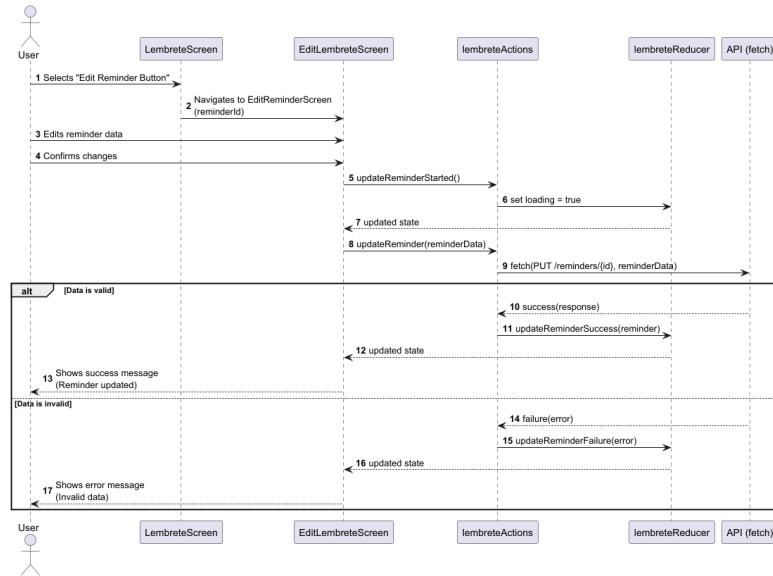 User
LembreteScreen
EditLembreteScreen
lembreteActions
lembreteReducer
API (fetch)
1 Selects "Edit Reminder Button"
2 Navigates to EditReminderScreen
(reminderId)
3 Edits reminder data
4 Confirms changes
5 updateReminderStarted()
6 set loading = true
7 updated state
8 updateReminder(reminderData)
9 fetch(PUT /reminders/{id}, reminderData)
alt [Data is valid]
10 success(response)
11 updateReminderSuccess(reminder)
12 updated state
13 Shows success message
(Reminder updated)
[Data is invalid]
14 failure(error)
15 updateReminderFailure(error)
16 updated state
17 Shows error message
(Invalid data)
User
LembreteScreen
EditLembreteScreen
lembreteActions
lembreteReducer
API (fetch)